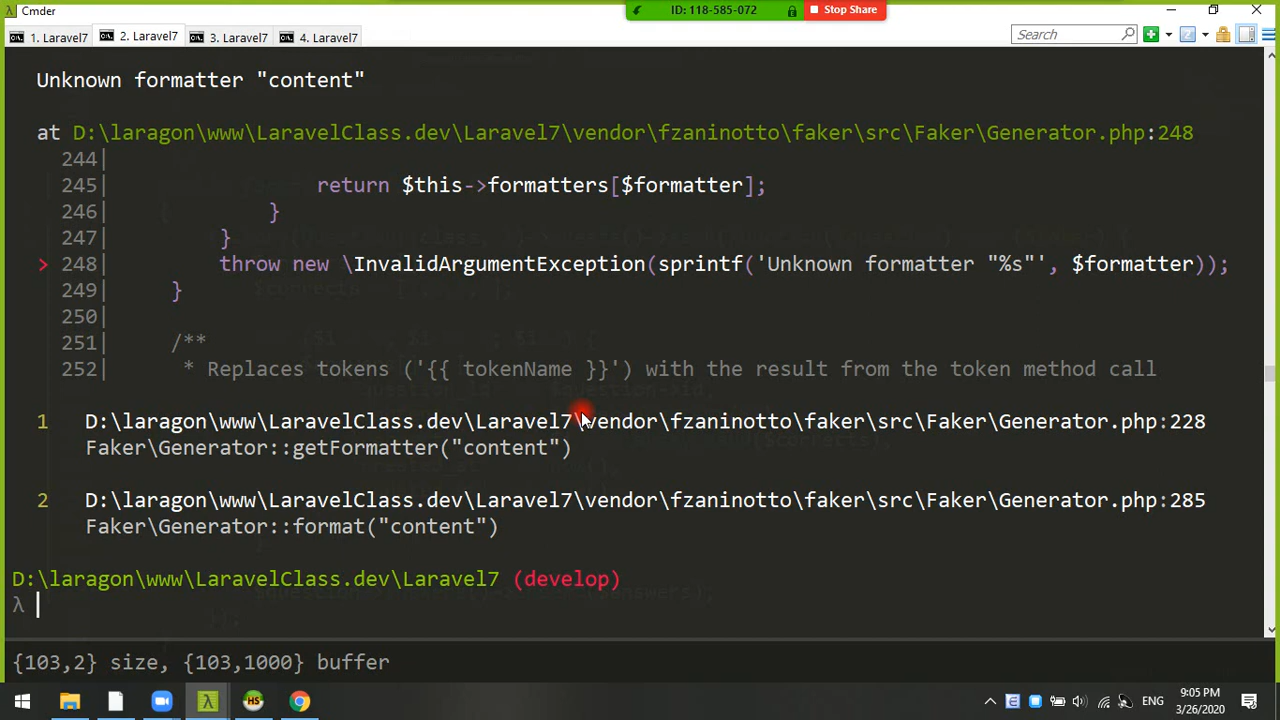 Cmder
ID: 118-585-072
Stop Share
1. Laravel7
2. Laravel7
3. Laravel7
4. Laravel7
Search
Unknown formatter "content"
at D:\laragon\www\LaravelClass.dev\Laravel7\vendor\fzaninotto\faker\src\Faker\Generator.php:248
244|
245| return $this->formatters[$formatter];
246| }
247| }
> 248| throw new \InvalidArgumentException(sprintf('Unknown formatter "%s"', $formatter));
249| }
250|
251| /**
252| * Replaces tokens ('{{ tokenName }}') with the result from the token method call
1 D:\laragon\www\LaravelClass.dev\Laravel7\vendor\fzaninotto\faker\src\Faker\Generator.php:228
Faker\Generator::getFormatter("content")
2 D:\laragon\www\LaravelClass.dev\Laravel7\vendor\fzaninotto\faker\src\Faker\Generator.php:285
Faker\Generator::format("content")
D:\laragon\www\LaravelClass.dev\Laravel7 (develop)
λ
{103,2} size, {103,1000} buffer
λ
HS
ENG
9:05 PM
3/26/2020